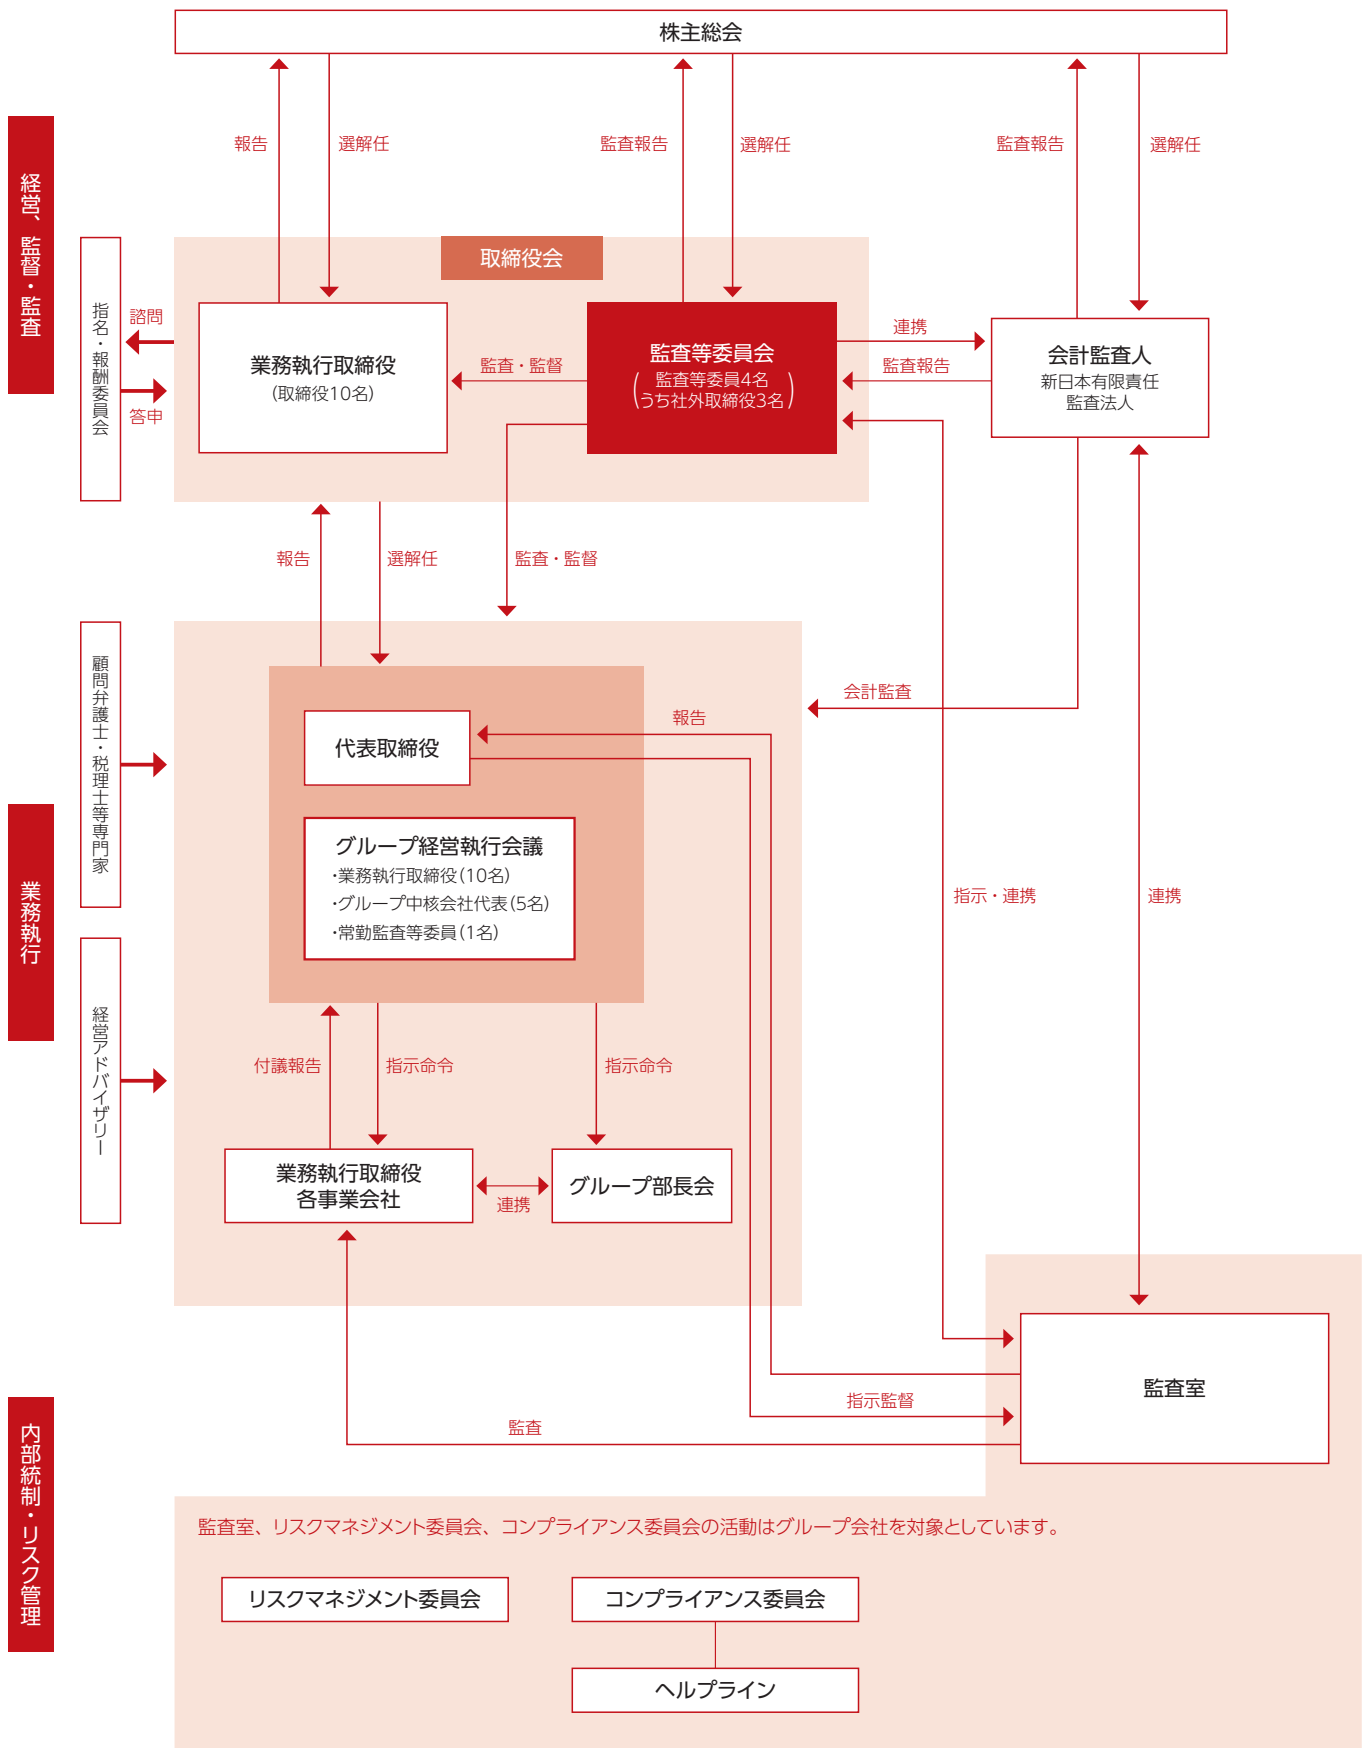 株主総会
報告
選解任
監査報告
選解任
監査報告
選解任
経営、監督・監査
取締役会
指名・報酬委員会
諮問
答申
業務執行取締役
(取締役10名)
監査・監督
監査等委員会
(監査等委員4名
うち社外取締役3名)
連携
監査報告
会計監査人
新日本有限責任
監査法人
報告
選解任
監査・監督
会計監査
顧問弁護士・税理士等専門家
代表取締役
報告
グループ経営執行会議
・業務執行取締役(10名)
・グループ中核会社代表(5名)
・常勤監査等委員(1名)
業務執行
指示・連携
連携
経営アドバイザリー
付議報告
指示命令
指示命令
業務執行取締役
各事業会社
連携
グループ部長会
監査室
指示監督
監査
内部統制・リスク管理
監査室、リスクマネジメント委員会、コンプライアンス委員会の活動はグループ会社を対象としています。
リスクマネジメント委員会
コンプライアンス委員会
ヘルプライン